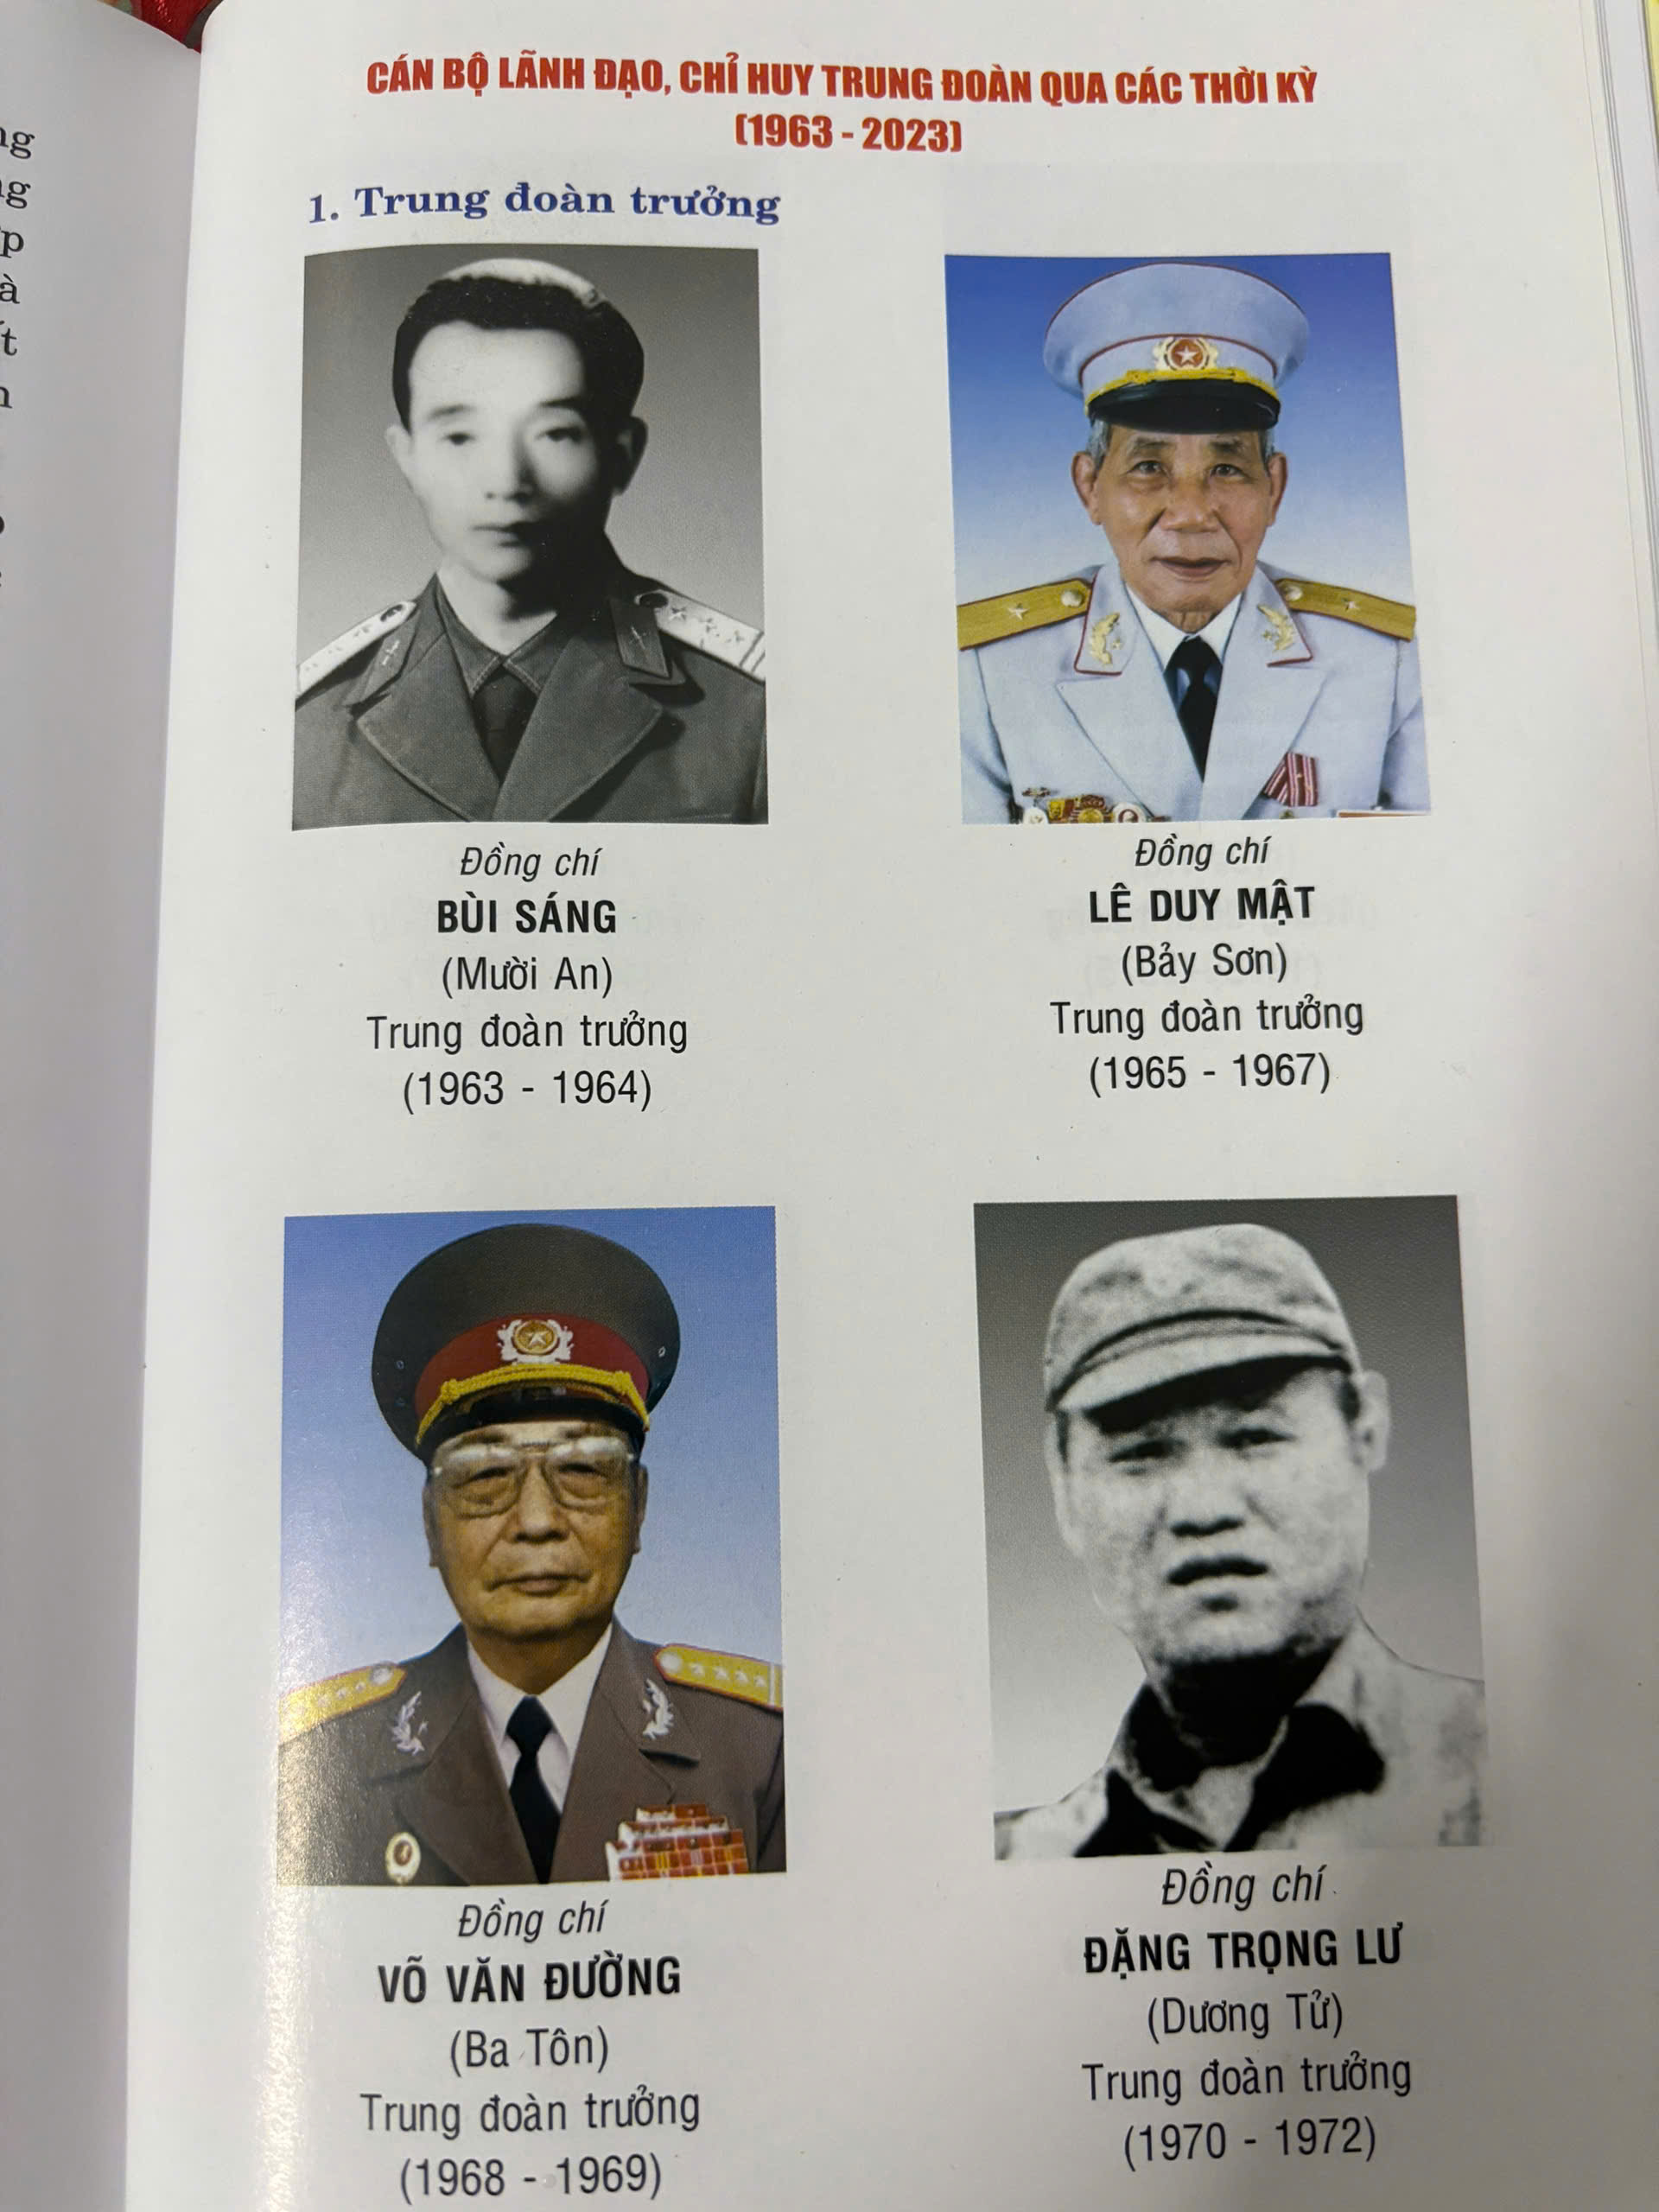 CÁN BỘ LÃNH ĐẠO, CHỈ HUY TRUNG ĐOÀN QUA CÁC THỜI KỲ
(1963 - 2023)
1. Trung đoàn trưởng
Đồng chí
BÙI SÁNG
(Mười An)
Trung đoàn trưởng
(1963 - 1964)
Đồng chí
LÊ DUY MẬT
(Bảy Sơn)
Trung đoàn trưởng
(1965 - 1967)
Đồng chí
VÕ VĂN ĐƯỜNG
(Ba Tôn)
Trung đoàn trưởng
(1968 - 1969)
Đồng chí
ĐẶNG TRỌNG LƯ
(Dương Tử)
Trung đoàn trưởng
(1970 - 1972)